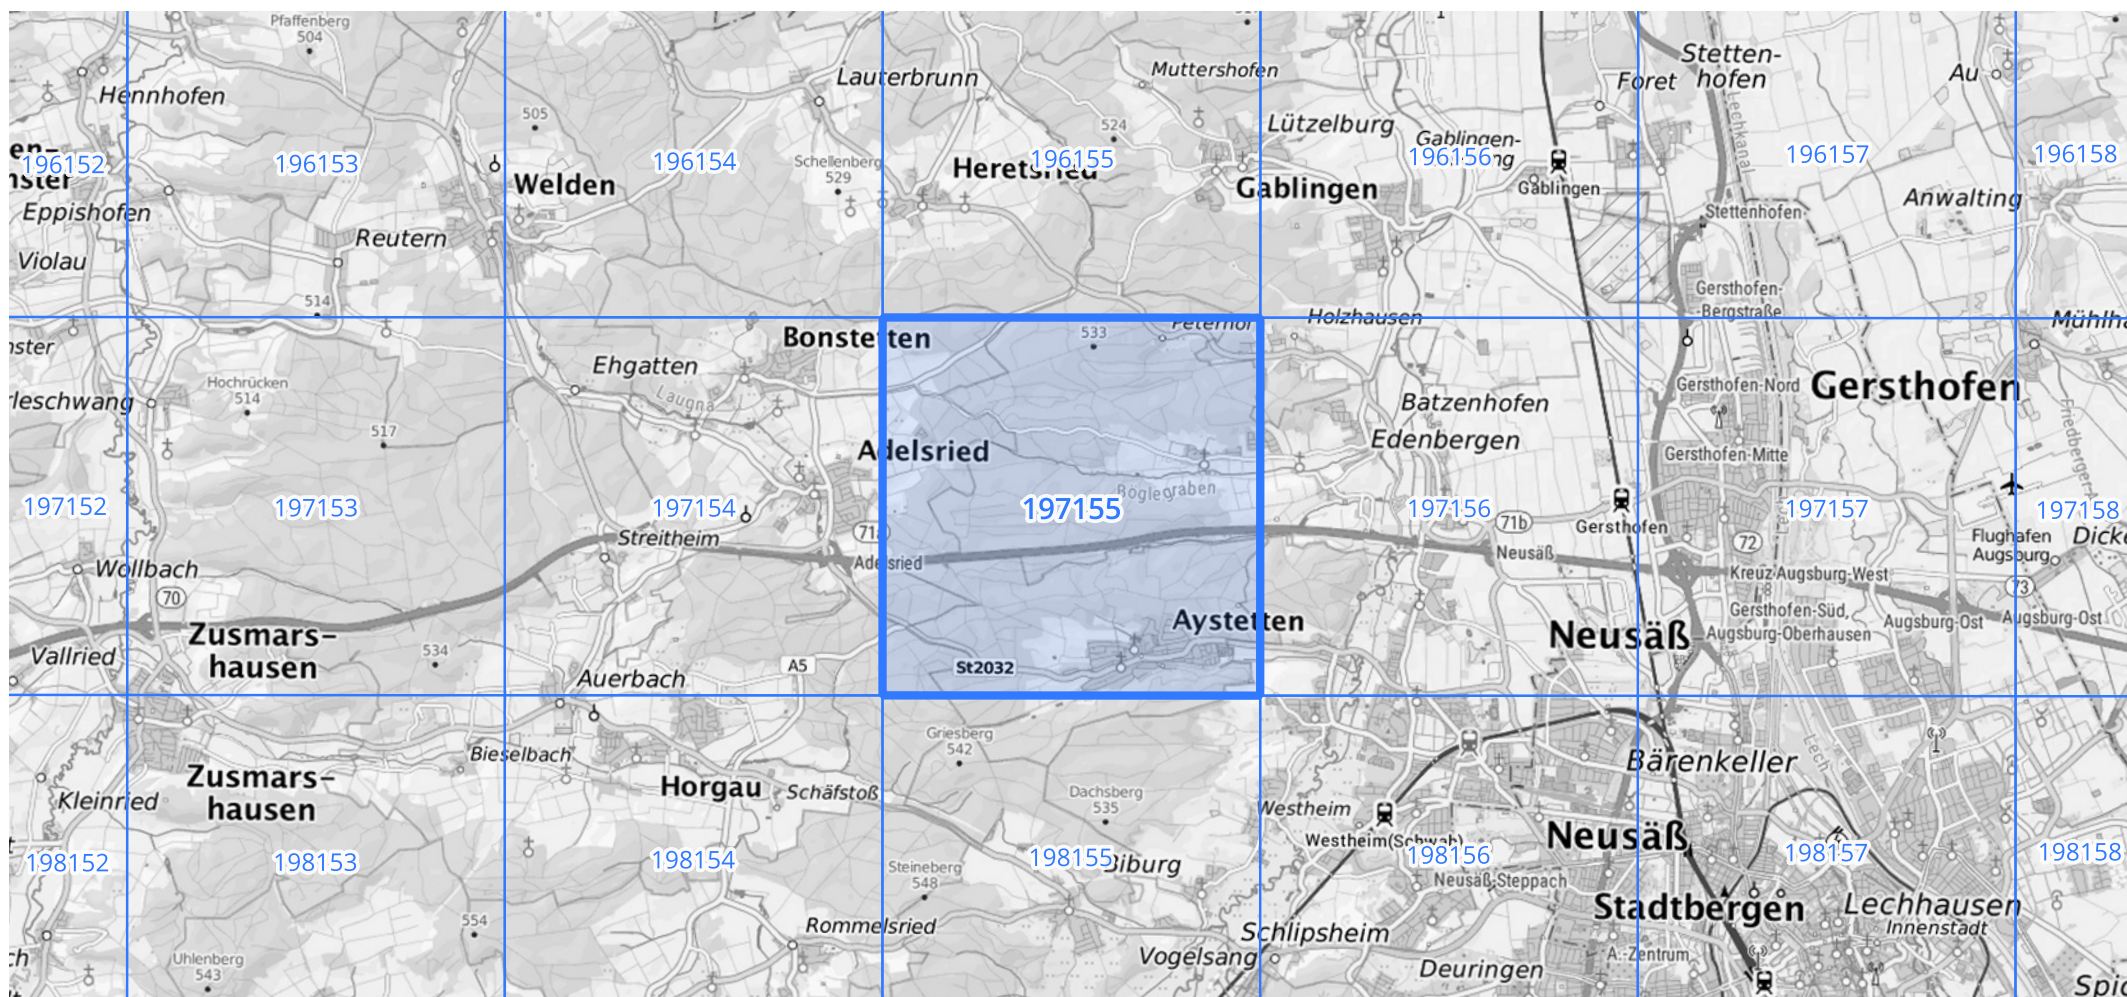 Pfaffenberg
504
Hennhofen
Eppishofen
Violau
Reutern
514
196152
196153
505
Welden
196154
Lauterbrunn
Schellenberg
529
Muttershofen
524
Heretsried
196155
Lützelburg
Gablingen
Gablingen-
196156
Gablingen
Foret
Stetten-
hofen
Lechkanal
Au
196157
196158
Anwalting
Stettenhofen
Gersthofen-
-Bergstraße
Hochrücken
514
517
197152
197153
Wollbach
70
Zusmars-
hausen
Vallried
534
Ehgatten
Laugna
Bonstetten
Adelsried
197154
Streitheim
71a
Adelsried
Auerbach
A5
533
Peterhof
Böglegraben
197155
Aystetten
St2032
Holzhausen
Batzenhofen
Edenbergen
197156
71b
Neusäß
Gersthofen
Neusäß
Gersthofen-Nord
Gersthofen
Gersthofen-Mitte
197157
72
Kreuz Augsburg-West
Gersthofen-Süd,
Augsburg-Oberhausen
Flughafen
Augsburg
73
Augsburg-Ost
Augsburg-Ost
197158
Kleinried
198152
Zusmars-
hausen
198153
Uhlenberg
543
554
Bieselbach
Horgau
Schäfstoß
198154
Rommelsried
Griesberg
542
Dachsberg
535
Steineberg
548
198155
Biburg
Vogelsang
Westheim
Westheim(Schwab)
198156
Neusäß-Steppach
Schlipsheim
Deuringen
Bärenkeller
Neusäß
Stadtbergen
A.-Zentrum
Lech
198157
Lechhausen
Innenstadt
198158